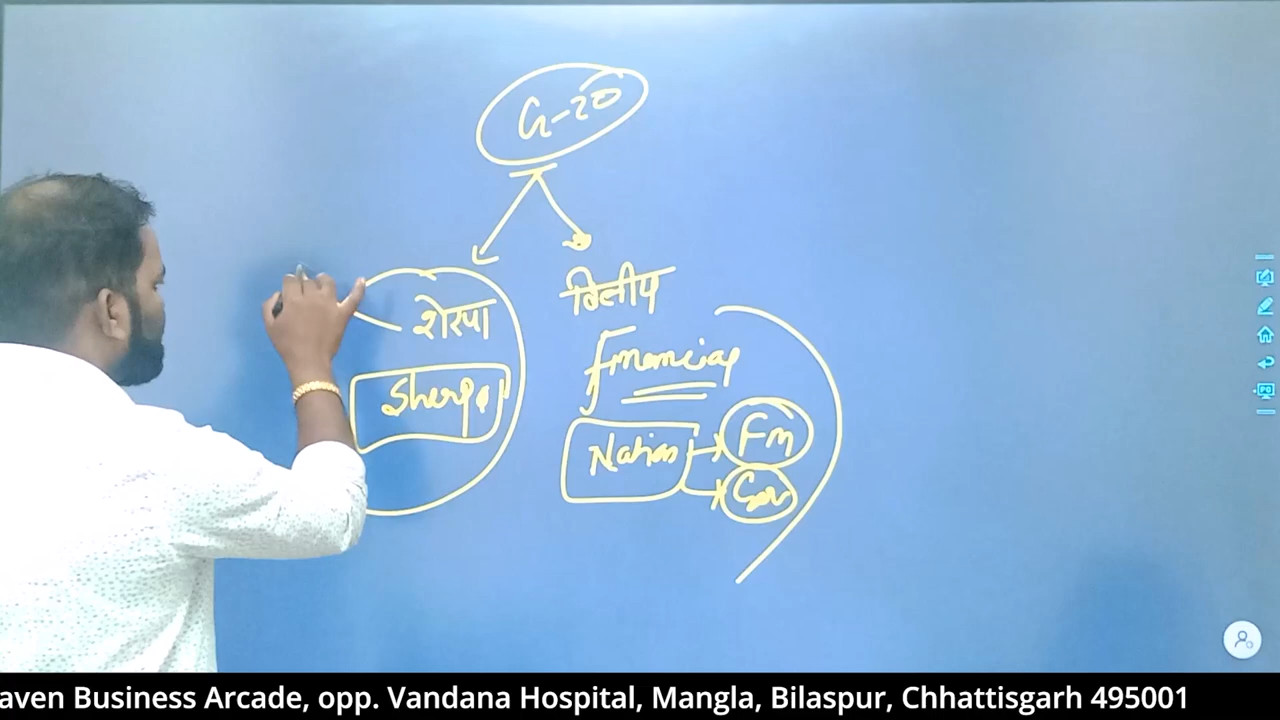 G-20
शेरपा
वित्तीय
Sherpa
Financial
Nation
Fm
Gov
aven Business Arcade, opp. Vandana Hospital, Mangla, Bilaspur, Chhattisgarh 495001